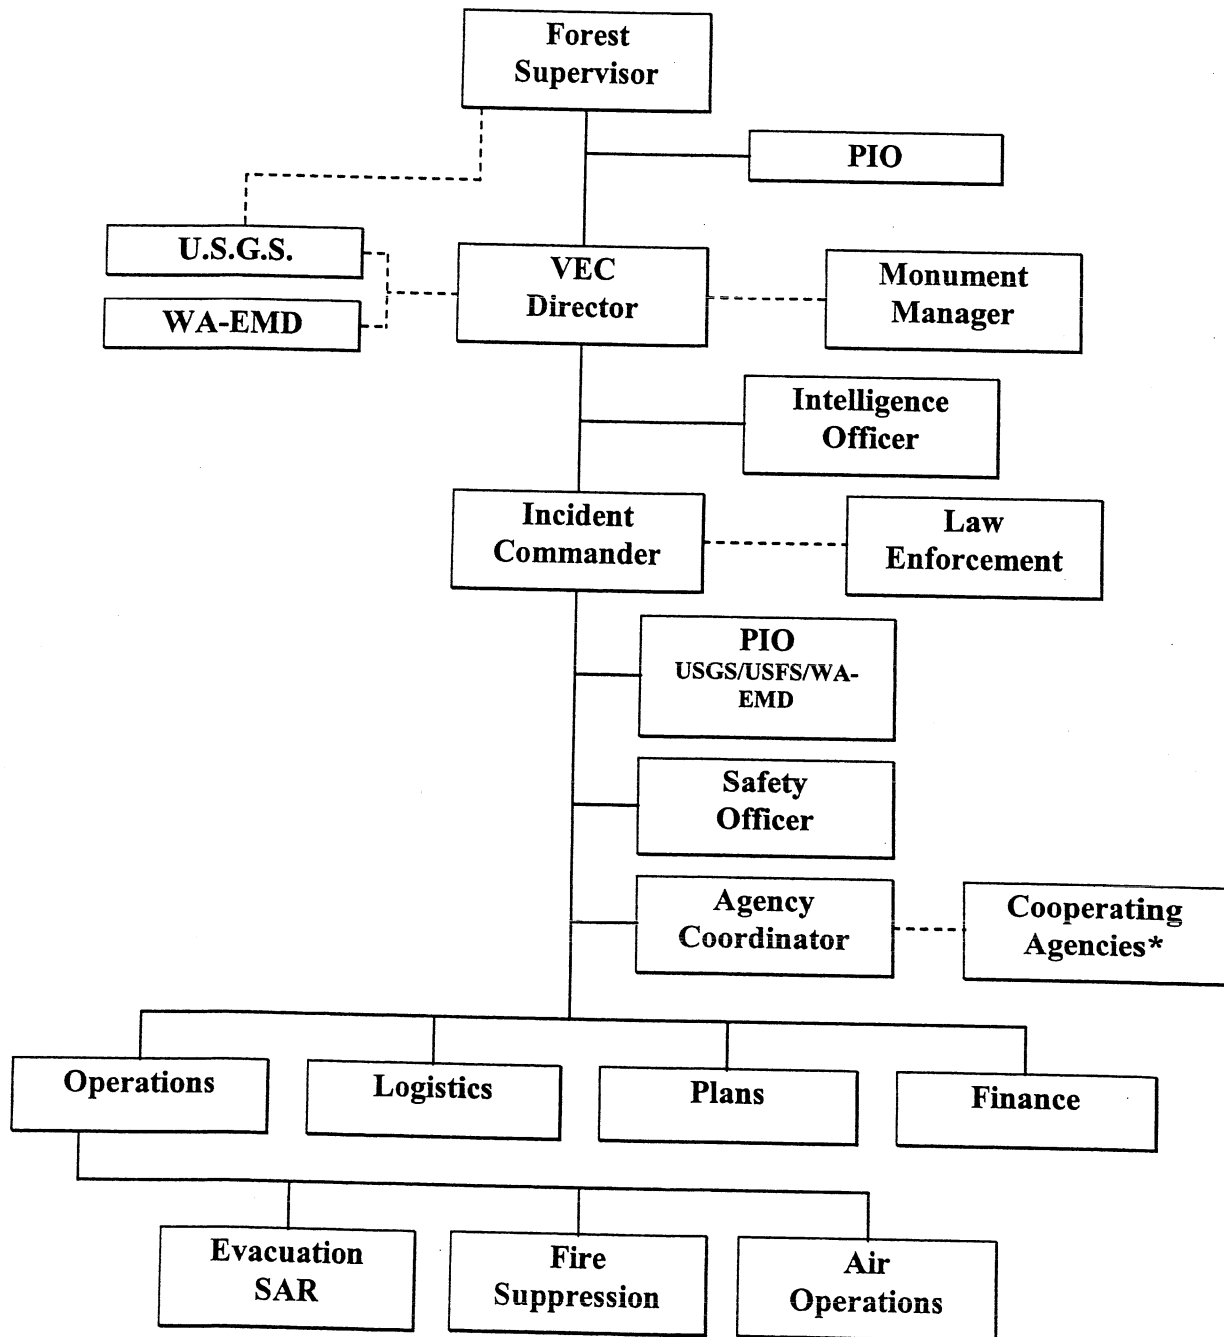 Forest
Supervisor
PIO
U.S.G.S.
WA-EMD
VEC
Director
Monument
Manager
Intelligence
Officer
Incident
Commander
Law
Enforcement
PIO
USGS/USFS/WA-
EMD
Safety
Officer
Agency
Coordinator
Cooperating
Agencies*
Operations
Logistics
Plans
Finance
Evacuation
SAR
Fire
Suppression
Air
Operations